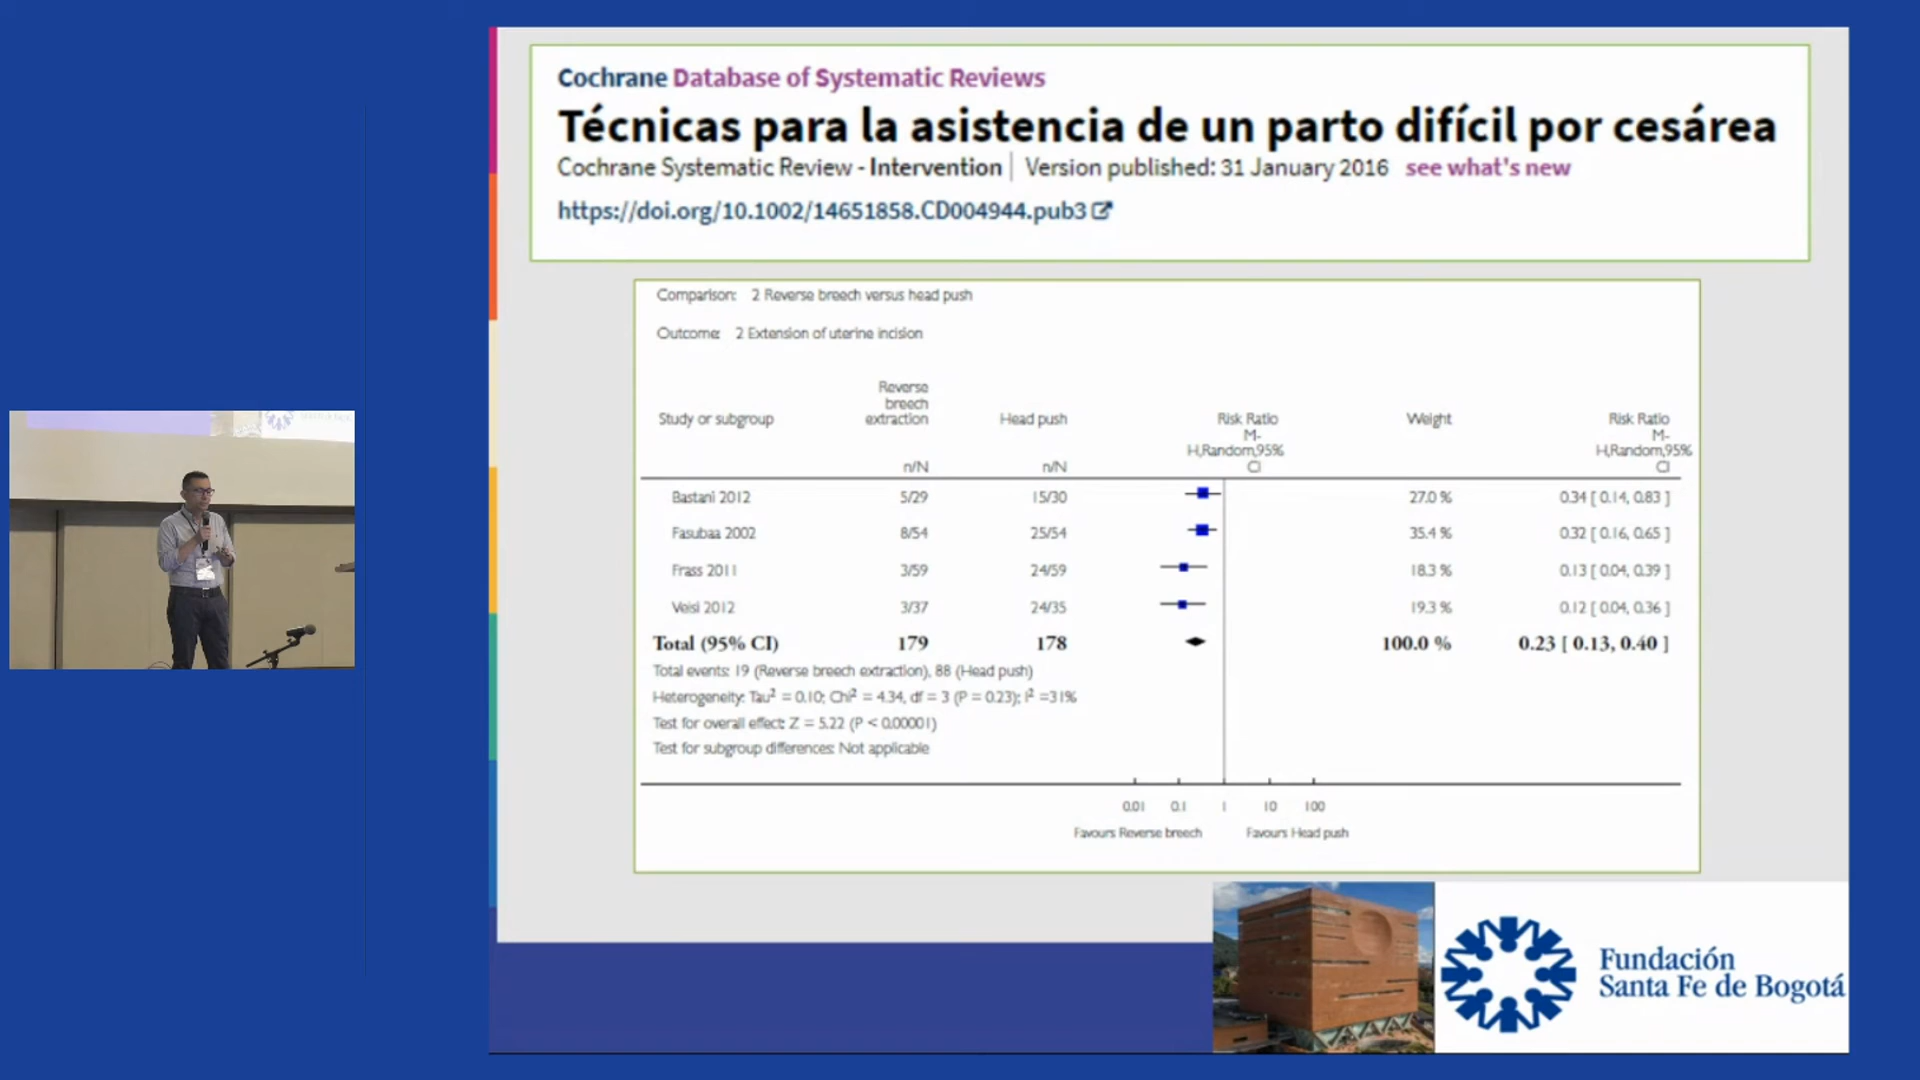 Cochrane Database of Systematic Reviews
Técnicas para la asistencia de un parto difícil por cesárea
Cochrane Systematic Review - Intervention | Version published: 31 January 2016 see what's new
https://doi.org/10.1002/14651858.CD004944.pub3
Comparison: 2 Reverse breech versus head push
Outcome: 2 Extension of uterine incision
Study or subgroup Reverse breech extraction Head push Risk Ratio Weight Risk Ratio
n/N n/N M-H,Random,95% CI M-H,Random,95% CI
Bastani 2012 5/29 15/30 27.0 % 0.34 [ 0.14, 0.83 ]
Fasubaa 2002 8/54 25/54 35.4 % 0.32 [ 0.16, 0.65 ]
Frass 2011 3/59 24/59 18.3 % 0.13 [ 0.04, 0.39 ]
Veisi 2012 3/37 24/35 19.3 % 0.12 [ 0.04, 0.36 ]
Total (95% CI) 179 178 100.0 % 0.23 [ 0.13, 0.40 ]
Total events: 19 (Reverse breech extraction), 88 (Head push)
Heterogeneity: Tau² = 0.10; Chi² = 4.34, df = 3 (P = 0.23); I² =31%
Test for overall effect: Z = 5.22 (P < 0.00001)
Test for subgroup differences: Not applicable
0.01 0.1 1 10 100
Favours Reverse breech Favours Head push
Fundación
Santa Fe de Bogotá